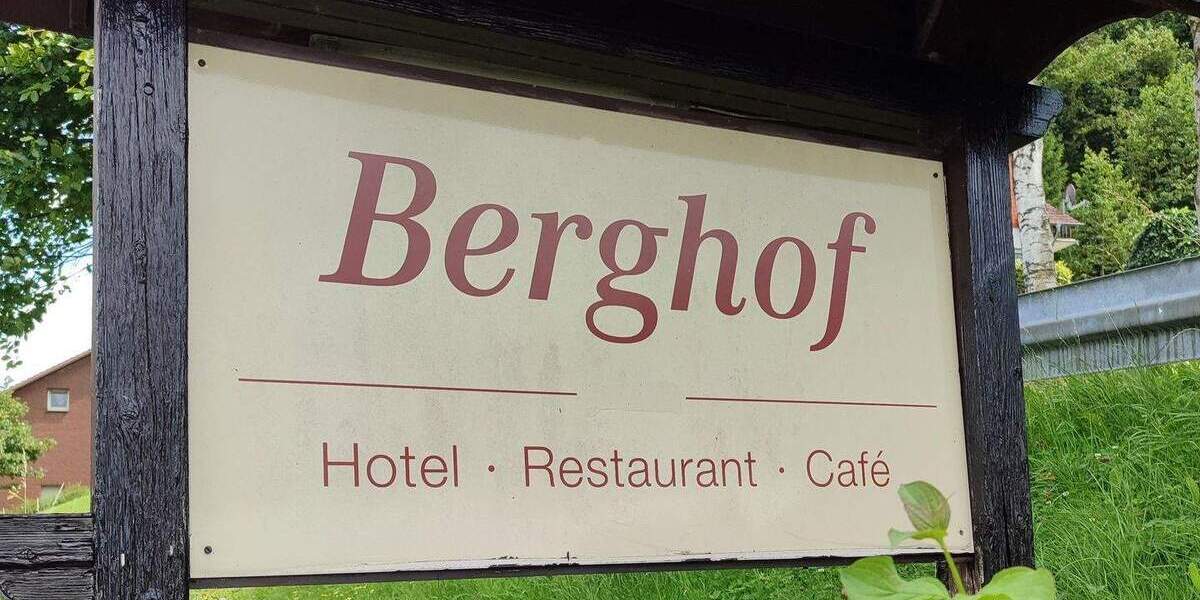 Berghof
Hotel · Restaurant · Café